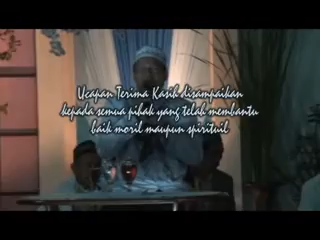 Ucapan Terima Kasih disampaikan
kepada semua pihak yang telah membantu
baik moril maupun spirituil